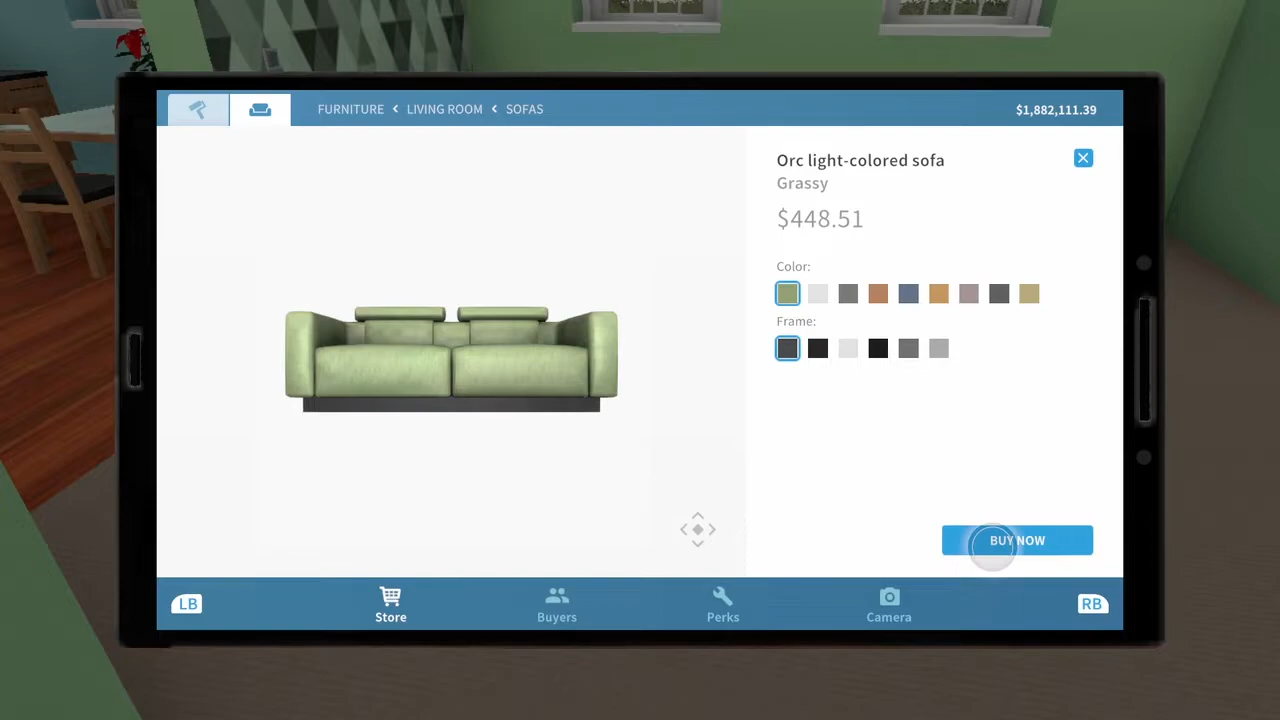 FURNITURE < LIVING ROOM < SOFAS
$1,882,111.39
Orc light-colored sofa
Grassy
$448.51
Color:
Frame:
BUY NOW
LB
Store
Buyers
Perks
Camera
RB